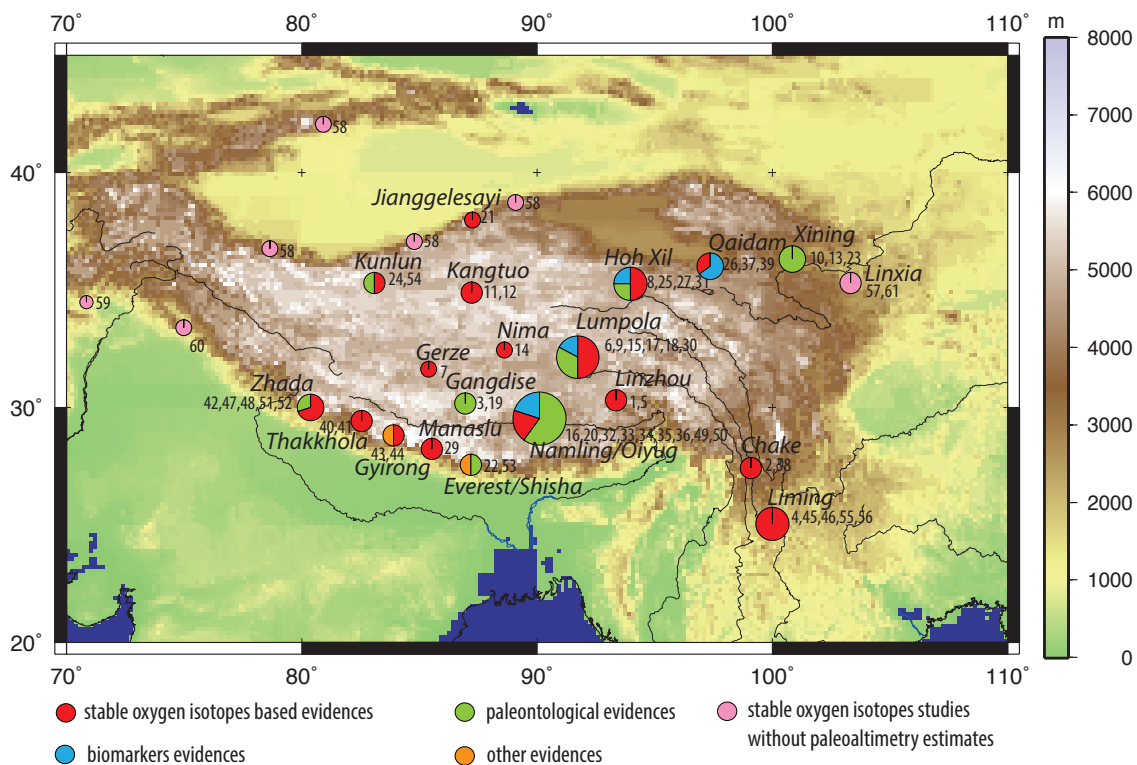 70 80 90 100 110
m
8000
7000
58
40˚
6000
Jianggelesayi 58
21
Xining
58
58
Hoh Xil Qaidam 10,13,23
Kunlun Kangtuo 26,37,39 Linxia
24,54 8,25,27,31 57,61
5000
11,12
59
Lumpola
60 Nima 6,9,15,17,18,30
14
4000
Gerze
7 Linzhou
Zhada Gangdise
42,47,48,51,52 3,19 1,5
30˚
3000
40,41 Manaslu 16,20,32,33,34,35,36,49,50
Thakkhola 43,44 29 Namling/Oiyug Chake
Gyirong 22,53 2,38
Everest/Shisha
2000
Liming
4,45,46,55,56
1000
20˚
0
70˚ 80˚ 90˚ 100˚ 110˚
stable oxygen isotopes based evidences paleontological evidences stable oxygen isotopes studies
without paleoaltimetry estimates
biomarkers evidences other evidences